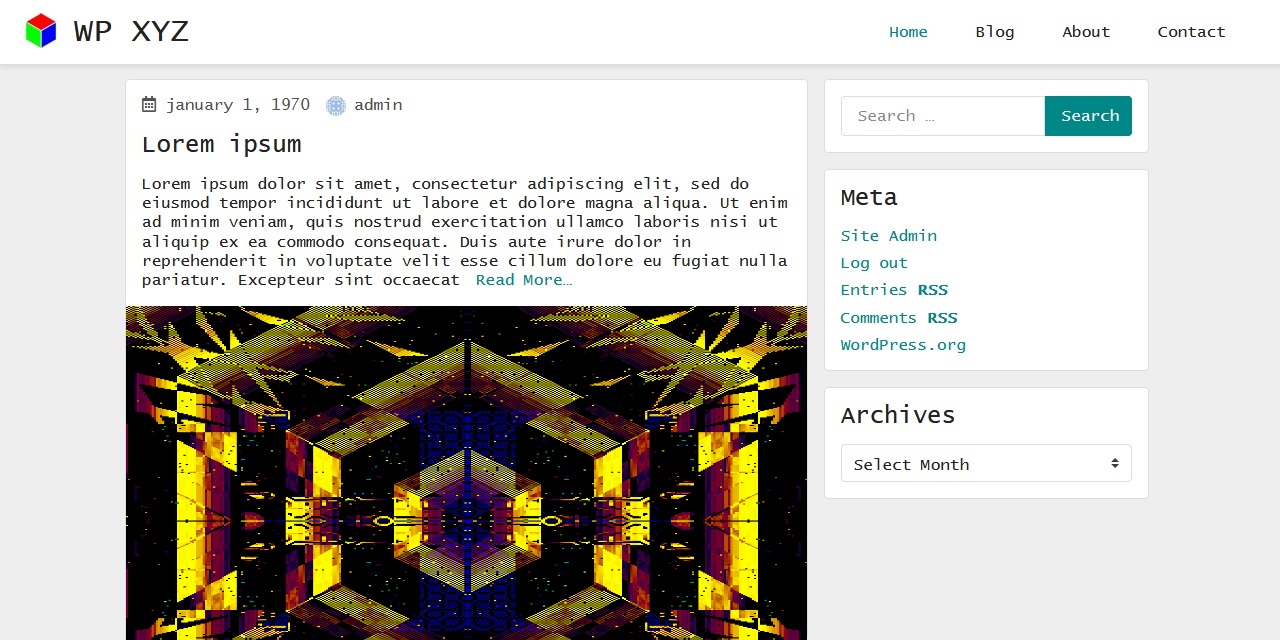 WP XYZ
Home Blog About Contact
january 1, 1970 admin
Lorem ipsum
Lorem ipsum dolor sit amet, consectetur adipiscing elit, sed do
eiusmod tempor incididunt ut labore et dolore magna aliqua. Ut enim
ad minim veniam, quis nostrud exercitation ullamco laboris nisi ut
aliquip ex ea commodo consequat. Duis aute irure dolor in
reprehenderit in voluptate velit esse cillum dolore eu fugiat nulla
pariatur. Excepteur sint occaecat Read More…
Search … Search
Meta
Site Admin
Log out
Entries RSS
Comments RSS
WordPress.org
Archives
Select Month